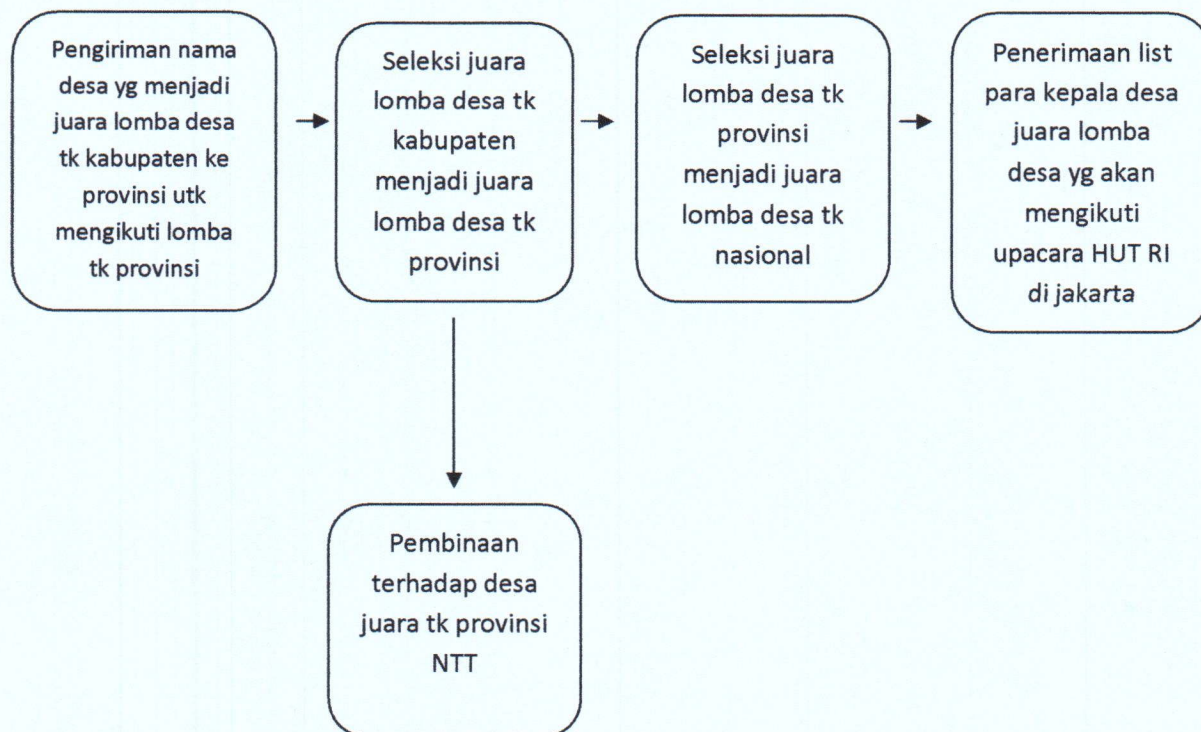 Pengiriman nama
desa yg menjadi
juara lomba desa
tk kabupaten ke
provinsi utk
mengikuti lomba
tk provinsi
Seleksi juara
lomba desa tk
kabupaten
menjadi juara
lomba desa tk
provinsi
Seleksi juara
lomba desa tk
provinsi
menjadi juara
lomba desa tk
nasional
Penerimaan list
para kepala desa
juara lomba
desa yg akan
mengikuti
upacara HUT RI
di jakarta
Pembinaan
terhadap desa
juara tk provinsi
NTT